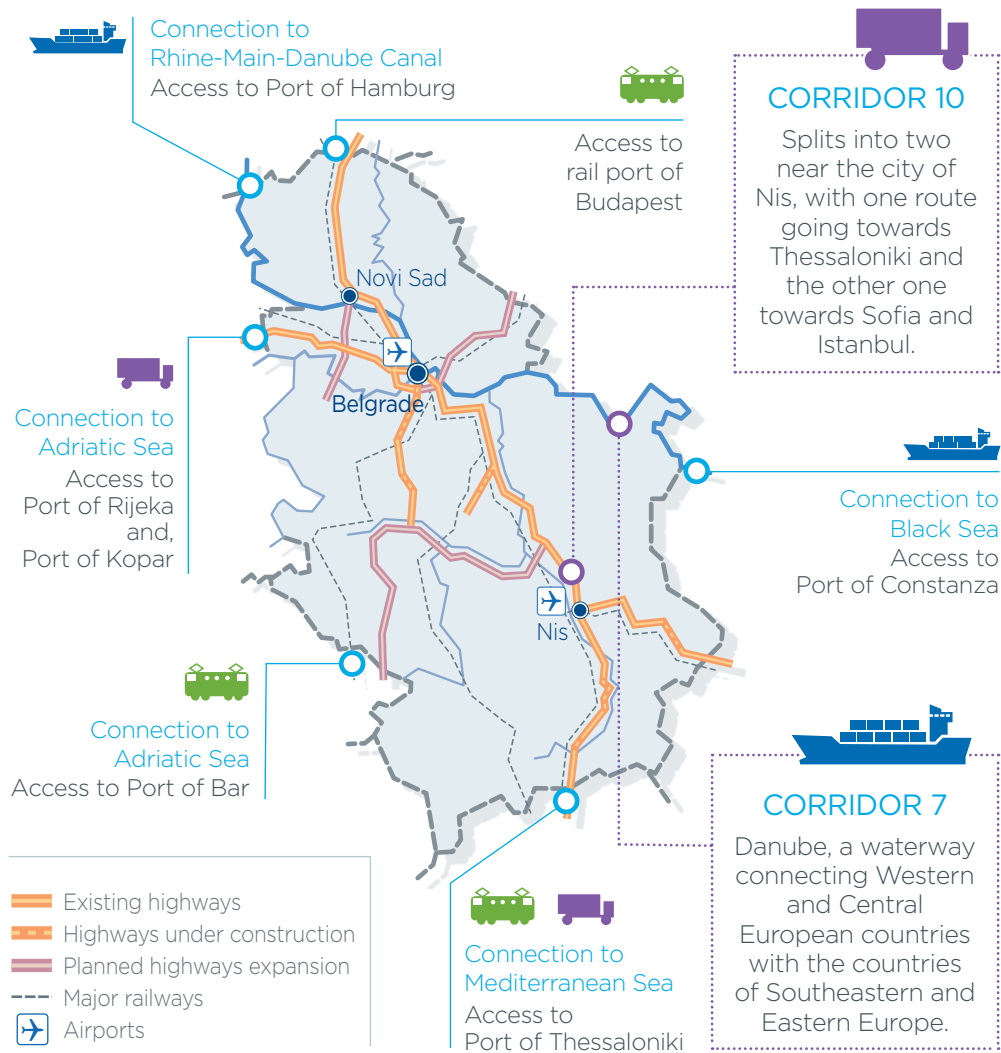 Connection to
Rhine-Main-Danube Canal
Access to Port of Hamburg
Access to
rail port of
Budapest
CORRIDOR 10
Splits into two
near the city of
Nis, with one route
going towards
Thessaloniki and
the other one
towards Sofia and
Istanbul.
Novi Sad
Belgrade
Connection to
Adriatic Sea
Access to
Port of Rijeka
and,
Port of Kopar
Connection to
Black Sea
Access to
Port of Constanza
Nis
Connection to
Adriatic Sea
Access to Port of Bar
CORRIDOR 7
Danube, a waterway
connecting Western
and Central
European countries
with the countries
of Southeastern and
Eastern Europe.
Existing highways
Highways under construction
Planned highways expansion
Major railways
Airports
Connection to
Mediterranean Sea
Access to
Port of Thessaloniki